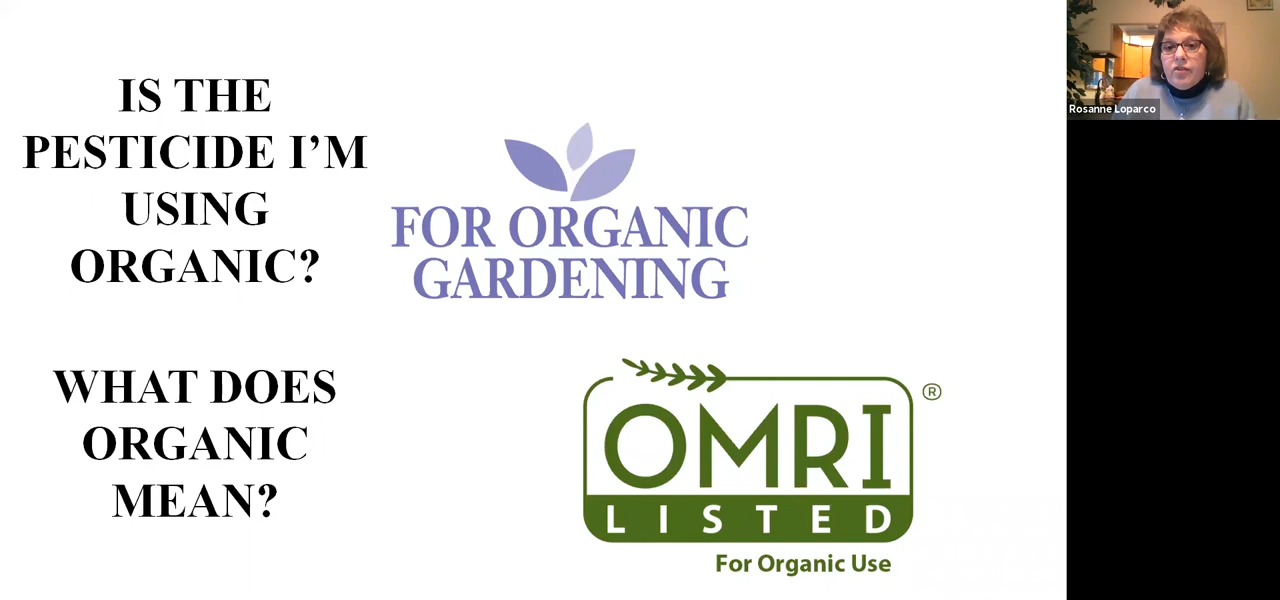 IS THE
PESTICIDE I’M
USING
ORGANIC?
FOR ORGANIC
GARDENING
WHAT DOES
ORGANIC
MEAN?
OMRI
®
LISTED
For Organic Use
Rosanne Loparco